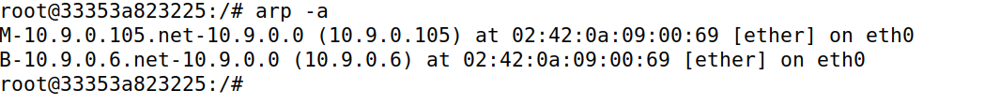 root@33353a823225:/# arp -a
M-10.9.0.105.net-10.9.0.0 (10.9.0.105) at 02:42:0a:09:00:69 [ether] on eth0
B-10.9.0.6.net-10.9.0.0 (10.9.0.6) at 02:42:0a:09:00:69 [ether] on eth0
root@33353a823225:/#